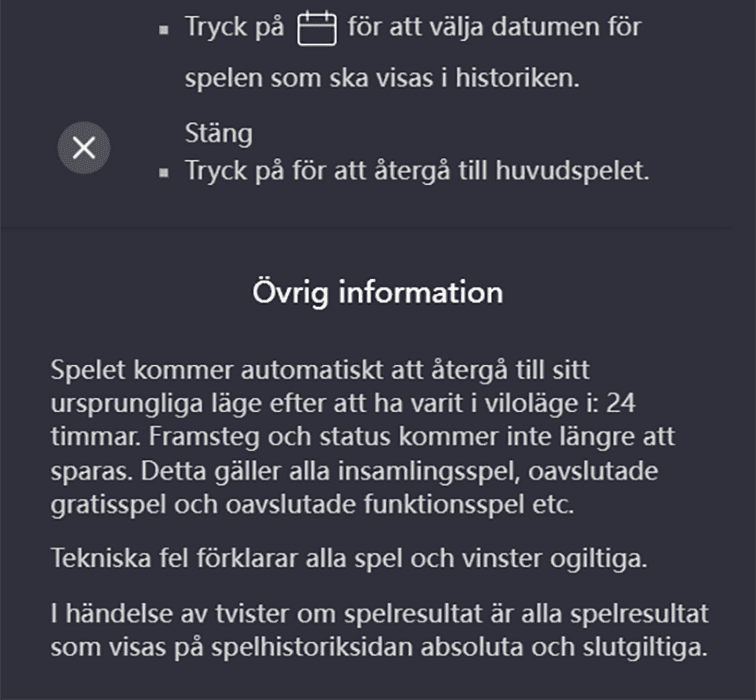 Tryck på för att välja datumen för
spelen som ska visas i historiken.
Stäng
Tryck på för att återgå till huvudspelet.
Övrig information
Spelet kommer automatiskt att återgå till sitt
ursprungliga läge efter att ha varit i viloläge i: 24
timmar. Framsteg och status kommer inte längre att
sparas. Detta gäller alla insamlingsspel, oavslutade
gratisspel och oavslutade funktionsspel etc.
Tekniska fel förklarar alla spel och vinster ogiltiga.
I händelse av tvister om spelresultat är alla spelresultat
som visas på spelhistoriksidan absoluta och slutgiltiga.